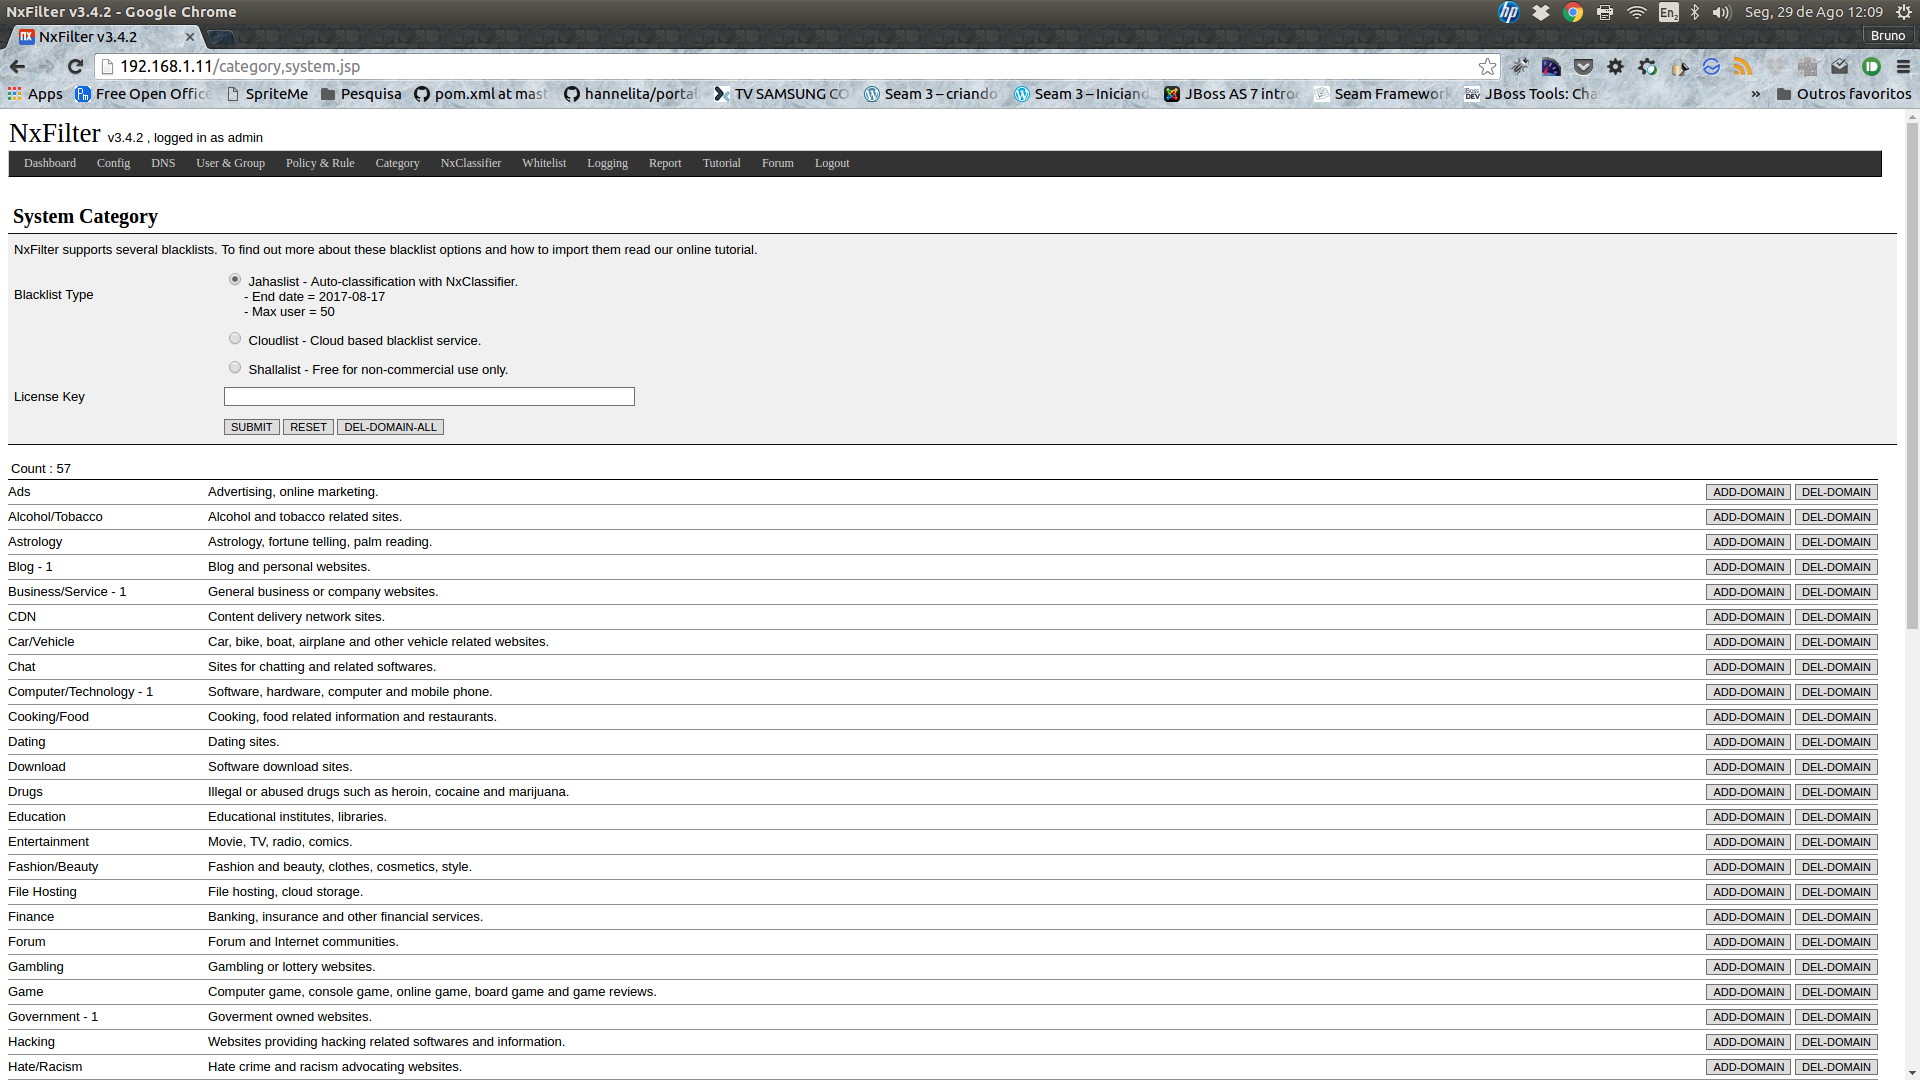 NxFilter v3.4.2 - Google Chrome
En2
Seg, 29 de Ago 12:09
NxFilter v3.4.2
Bruno
192.168.1.11/category,system.jsp
Apps Free Open Office SpriteMe Pesquisa pom.xml at mast hannelita/portal TV SAMSUNG CO Seam 3 – criando Seam 3 – Iniciand JBoss AS 7 intro Seam Framework JBoss Tools: Cha » Outros favoritos
NxFilter v3.4.2 , logged in as admin
Dashboard Config DNS User & Group Policy & Rule Category NxClassifier Whitelist Logging Report Tutorial Forum Logout
System Category
NxFilter supports several blacklists. To find out more about these blacklist options and how to import them read our online tutorial.
Blacklist Type
Jahaslist - Auto-classification with NxClassifier.
- End date = 2017-08-17
- Max user = 50
Cloudlist - Cloud based blacklist service.
Shallalist - Free for non-commercial use only.
License Key
SUBMIT RESET DEL-DOMAIN-ALL
Count : 57
Ads Advertising, online marketing. ADD-DOMAIN DEL-DOMAIN
Alcohol/Tobacco Alcohol and tobacco related sites. ADD-DOMAIN DEL-DOMAIN
Astrology Astrology, fortune telling, palm reading. ADD-DOMAIN DEL-DOMAIN
Blog - 1 Blog and personal websites. ADD-DOMAIN DEL-DOMAIN
Business/Service - 1 General business or company websites. ADD-DOMAIN DEL-DOMAIN
CDN Content delivery network sites. ADD-DOMAIN DEL-DOMAIN
Car/Vehicle Car, bike, boat, airplane and other vehicle related websites. ADD-DOMAIN DEL-DOMAIN
Chat Sites for chatting and related softwares. ADD-DOMAIN DEL-DOMAIN
Computer/Technology - 1 Software, hardware, computer and mobile phone. ADD-DOMAIN DEL-DOMAIN
Cooking/Food Cooking, food related information and restaurants. ADD-DOMAIN DEL-DOMAIN
Dating Dating sites. ADD-DOMAIN DEL-DOMAIN
Download Software download sites. ADD-DOMAIN DEL-DOMAIN
Drugs Illegal or abused drugs such as heroin, cocaine and marijuana. ADD-DOMAIN DEL-DOMAIN
Education Educational institutes, libraries. ADD-DOMAIN DEL-DOMAIN
Entertainment Movie, TV, radio, comics. ADD-DOMAIN DEL-DOMAIN
Fashion/Beauty Fashion and beauty, clothes, cosmetics, style. ADD-DOMAIN DEL-DOMAIN
File Hosting File hosting, cloud storage. ADD-DOMAIN DEL-DOMAIN
Finance Banking, insurance and other financial services. ADD-DOMAIN DEL-DOMAIN
Forum Forum and Internet communities. ADD-DOMAIN DEL-DOMAIN
Gambling Gambling or lottery websites. ADD-DOMAIN DEL-DOMAIN
Game Computer game, console game, online game, board game and game reviews. ADD-DOMAIN DEL-DOMAIN
Government - 1 Goverment owned websites. ADD-DOMAIN DEL-DOMAIN
Hacking Websites providing hacking related softwares and information. ADD-DOMAIN DEL-DOMAIN
Hate/Racism Hate crime and racism advocating websites. ADD-DOMAIN DEL-DOMAIN